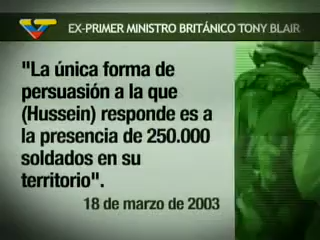 EX-PRIMER MINISTRO BRITÁNICO TONY BLAIR
"La única forma de
persuasión a la que
(Hussein) responde es a
la presencia de 250.000
soldados en su
territorio".
18 de marzo de 2003